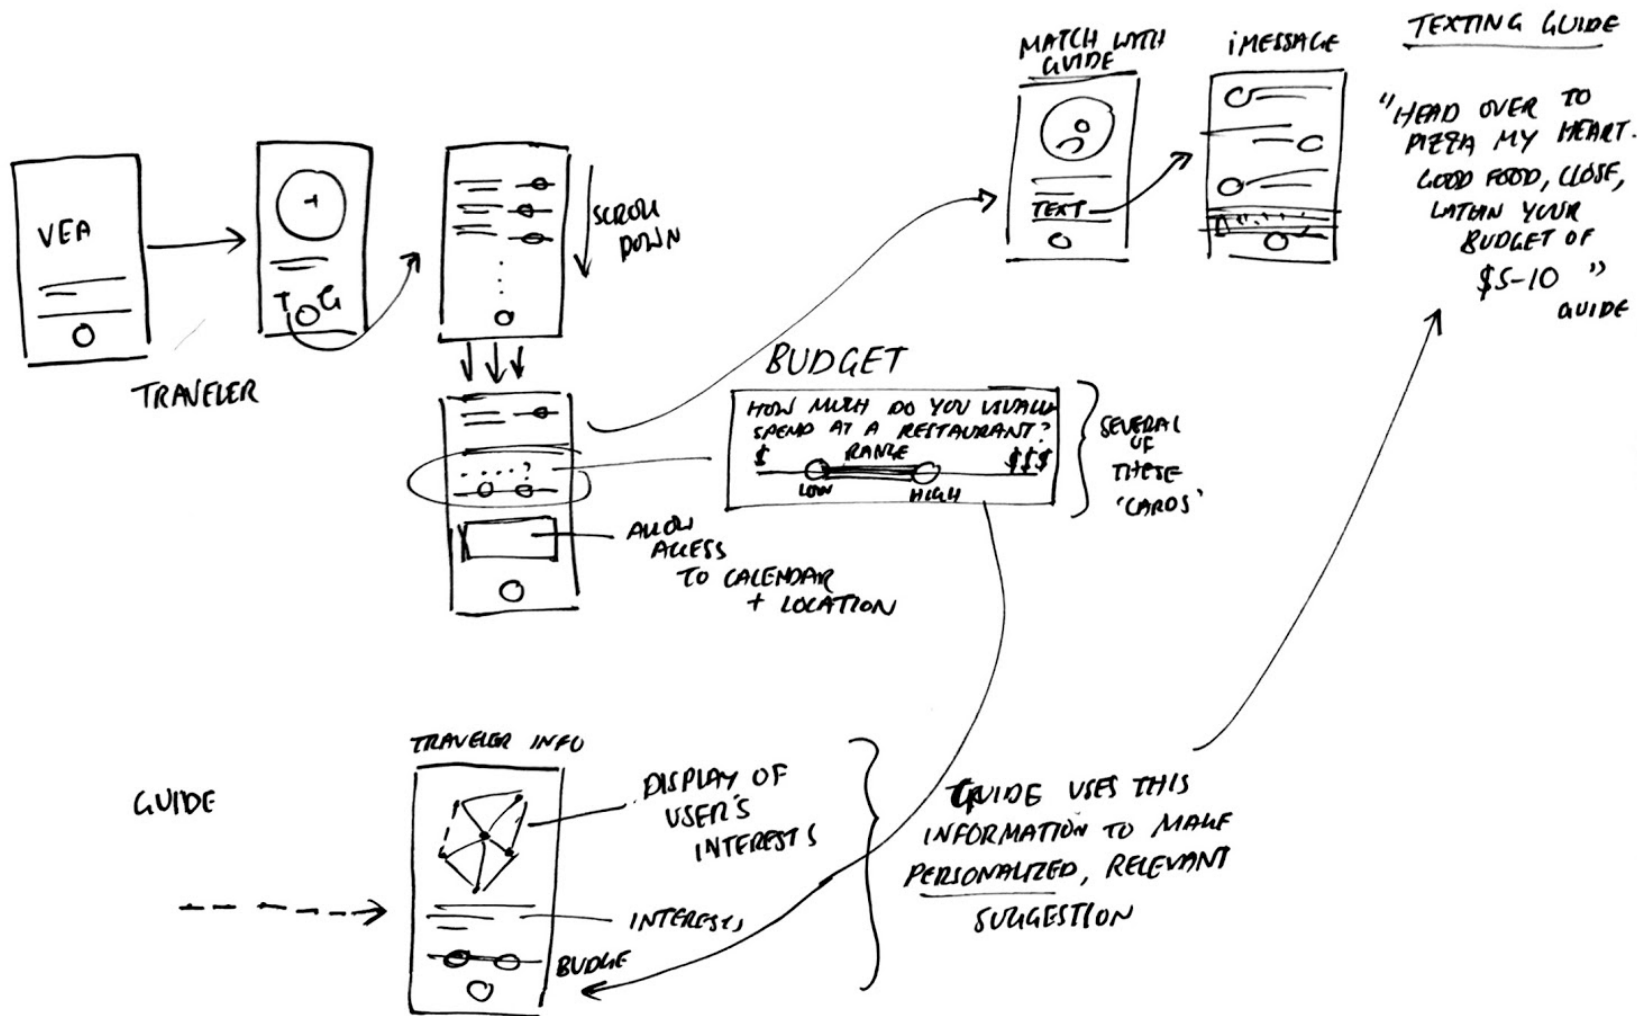 VEA
TRAVELER
T G
SCROLL
DOWN
MATCH WITH
GUIDE
TEXT
iMESSAGE
TEXTING GUIDE
"HEAD OVER TO
PIZZA MY HEART.
GOOD FOOD, CLOSE,
WITHIN YOUR
BUDGET OF
$5-10 "
GUIDE
BUDGET
HOW MUCH DO YOU USUALLY
SPEND AT A RESTAURANT?
$ RANGE $$$
LOW HIGH
SEVERAL
OF
THESE
'CARDS'
ALLOW
ACCESS
TO CALENDAR
+ LOCATION
GUIDE
TRAVELER INFO
DISPLAY OF
USER'S
INTERESTS
INTERESTS
BUDGE
GUIDE USES THIS
INFORMATION TO MAKE
PERSONALIZED, RELEVANT
SUGGESTION